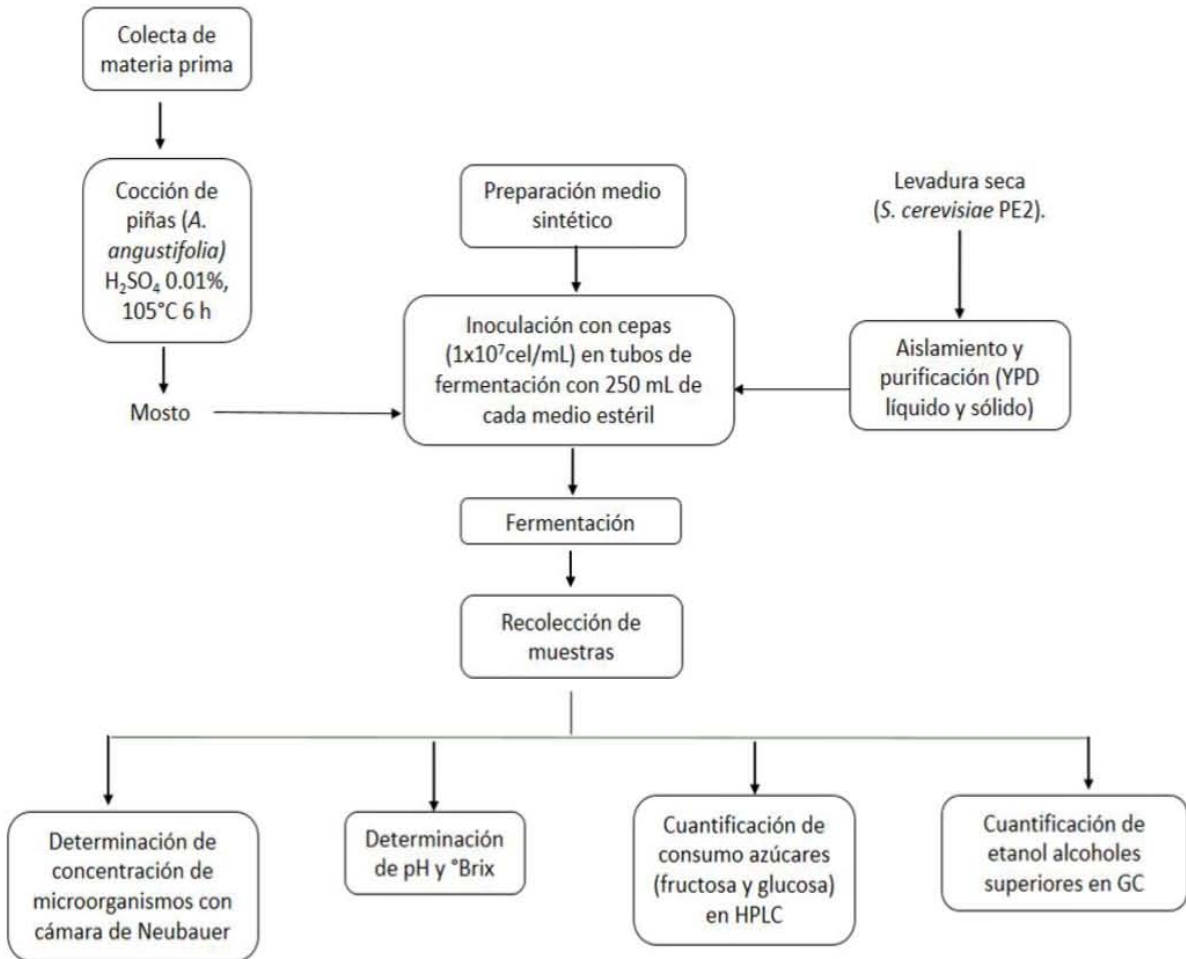 Colecta de
materia prima
Cocción de
piñas (A.
angustifolia)
H₂SO₄ 0.01%,
105°C 6 h
Mosto
Preparación medio
sintético
Levadura seca
(S. cerevisiae PE2).
Aislamiento y
purificación (YPD
líquido y sólido)
Inoculación con cepas
(1x10⁷cel/mL) en tubos de
fermentación con 250 mL de
cada medio estéril
Fermentación
Recolección de
muestras
Determinación de
concentración de
microorganismos con
cámara de Neubauer
Determinación
de pH y °Brix
Cuantificación de
consumo azúcares
(fructosa y glucosa)
en HPLC
Cuantificación de
etanol alcoholes
superiores en GC